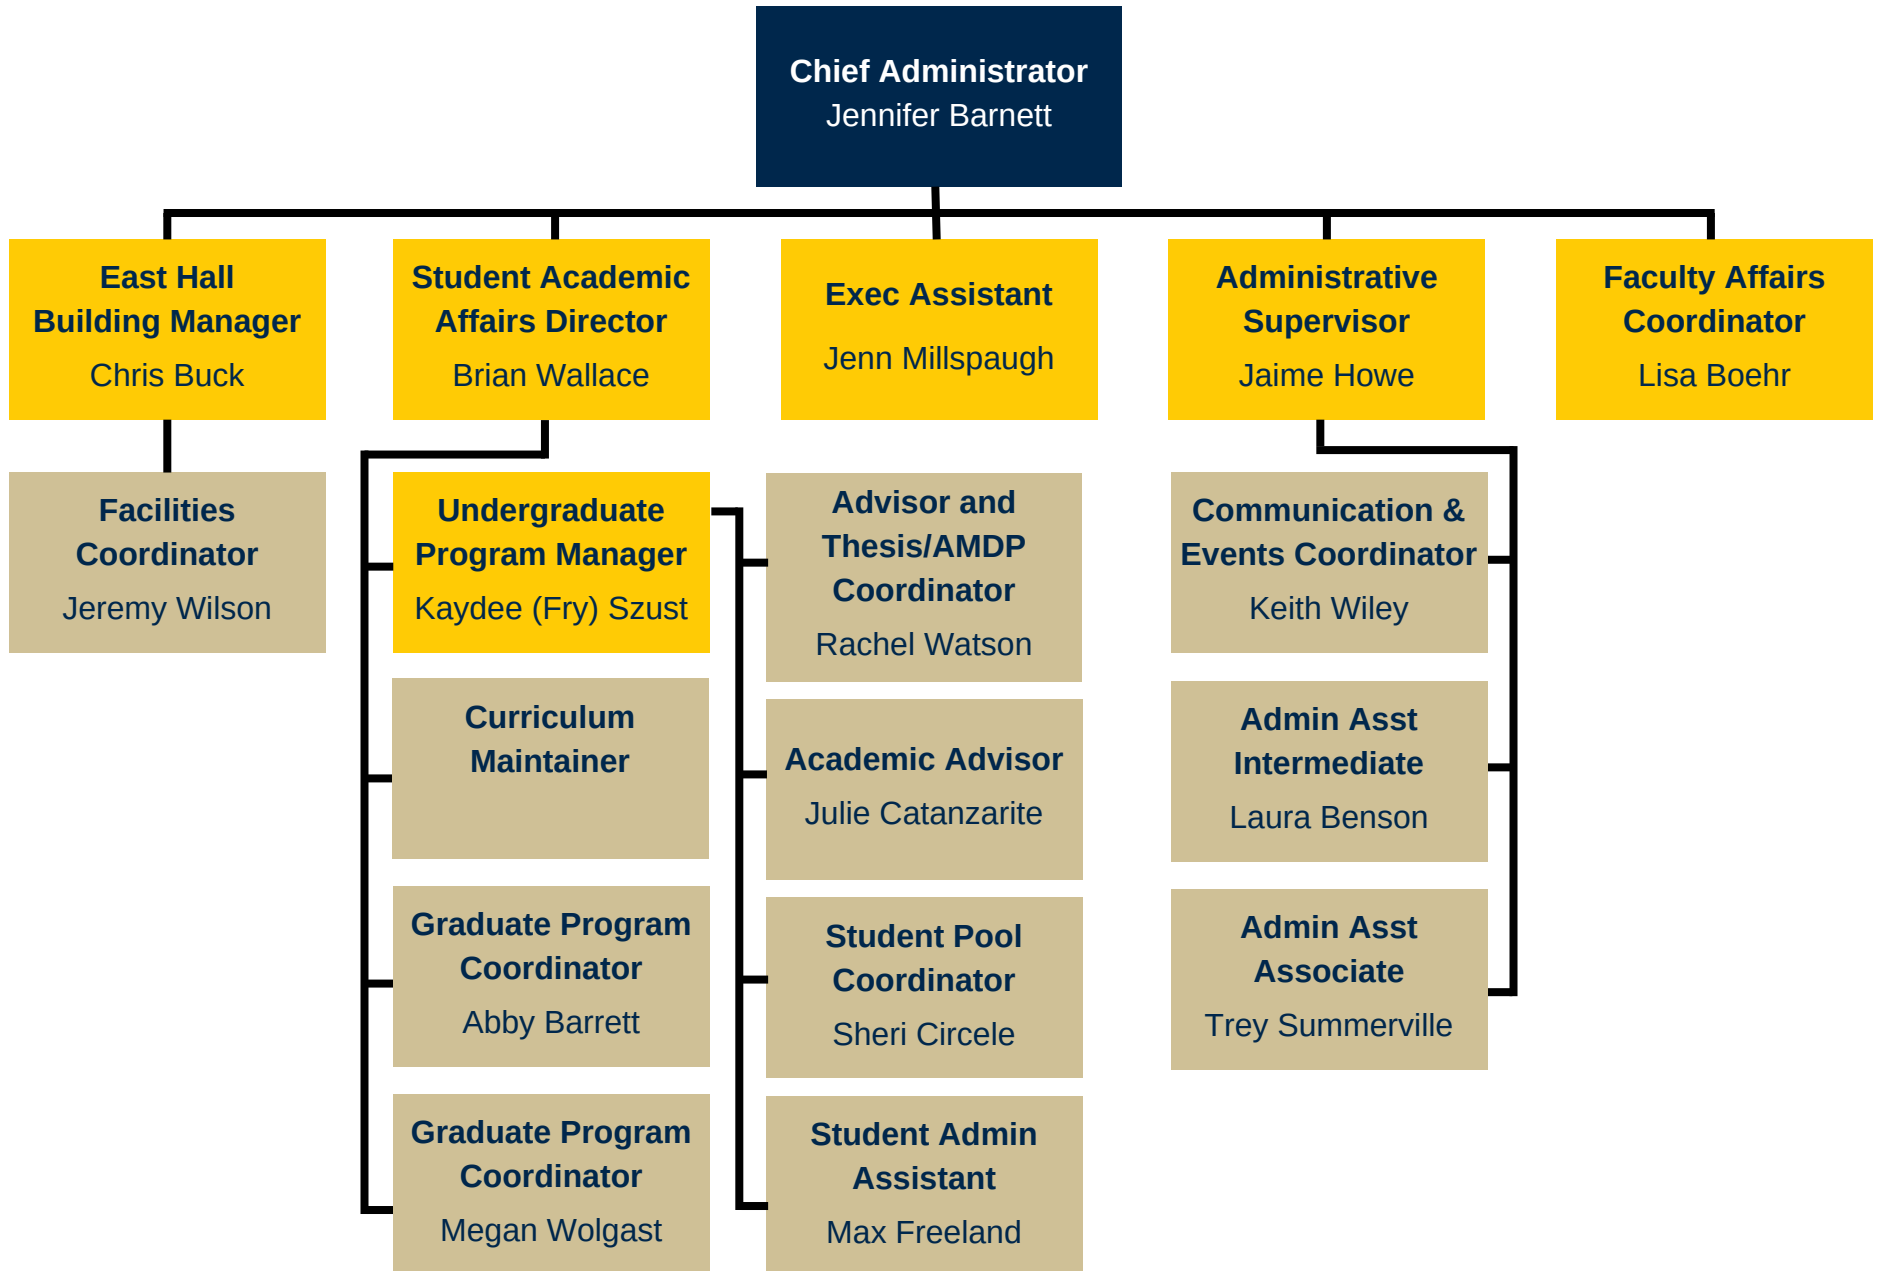 Chief Administrator
Jennifer Barnett
East Hall
Building Manager
Chris Buck
Student Academic
Affairs Director
Brian Wallace
Exec Assistant
Jenn Millspaugh
Administrative
Supervisor
Jaime Howe
Faculty Affairs
Coordinator
Lisa Boehr
Facilities
Coordinator
Jeremy Wilson
Undergraduate
Program Manager
Kaydee (Fry) Szust
Curriculum
Maintainer
Graduate Program
Coordinator
Abby Barrett
Graduate Program
Coordinator
Megan Wolgast
Advisor and
Thesis/AMDP
Coordinator
Rachel Watson
Academic Advisor
Julie Catanzarite
Student Pool
Coordinator
Sheri Circele
Student Admin
Assistant
Max Freeland
Communication &
Events Coordinator
Keith Wiley
Admin Asst
Intermediate
Laura Benson
Admin Asst
Associate
Trey Summerville